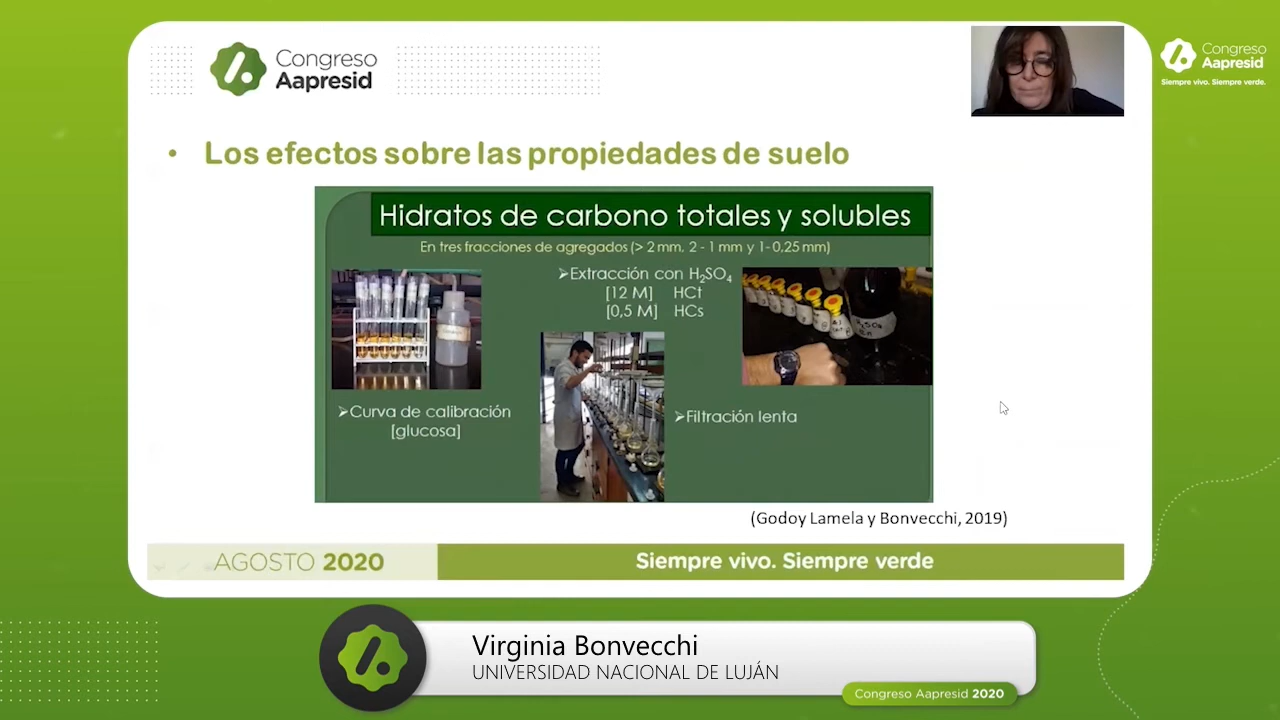 Congreso
Aapresid
Congreso
Aapresid
Siempre vivo. Siempre verde.
• Los efectos sobre las propiedades de suelo
Hidratos de carbono totales y solubles
En tres fracciones de agregados (> 2 mm, 2 - 1 mm y 1- 0,25 mm)
➢Extracción con H₂SO₄
[12 M] HCt
[0,5 M] HCs
➢Curva de calibración
[glucosa]
➢Filtración lenta
(Godoy Lamela y Bonvecchi, 2019)
AGOSTO 2020
Siempre vivo. Siempre verde
Virginia Bonvecchi
UNIVERSIDAD NACIONAL DE LUJÁN
Congreso Aapresid 2020